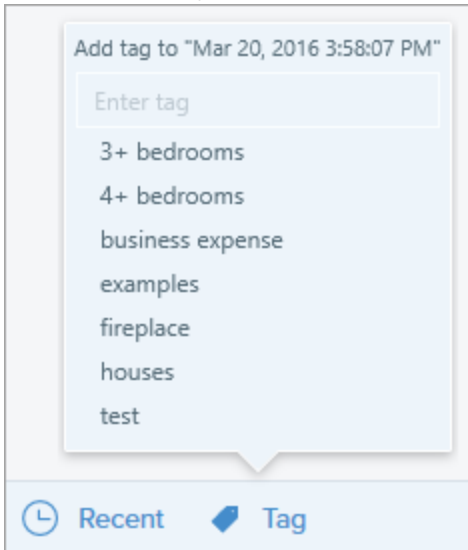 Add tag to "Mar 20, 2016 3:58:07 PM"
Enter tag
3+ bedrooms
4+ bedrooms
business expense
examples
fireplace
houses
test
Recent Tag